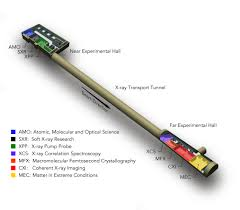 AMO
SXR
XPP
Near Experimental Hall
X-ray Transport Tunnel
Far Experimental Hall
XCS
MFX
CXI
MEC
AMO: Atomic, Molecular and Optical Science
SXR: Soft X-ray Research
XPP: X-ray Pump Probe
XCS: X-ray Correlation Spectroscopy
MFX: Macromolecular Femtosecond Crystallography
CXI: Coherent X-ray Imaging
MEC: Matter in Extreme Conditions